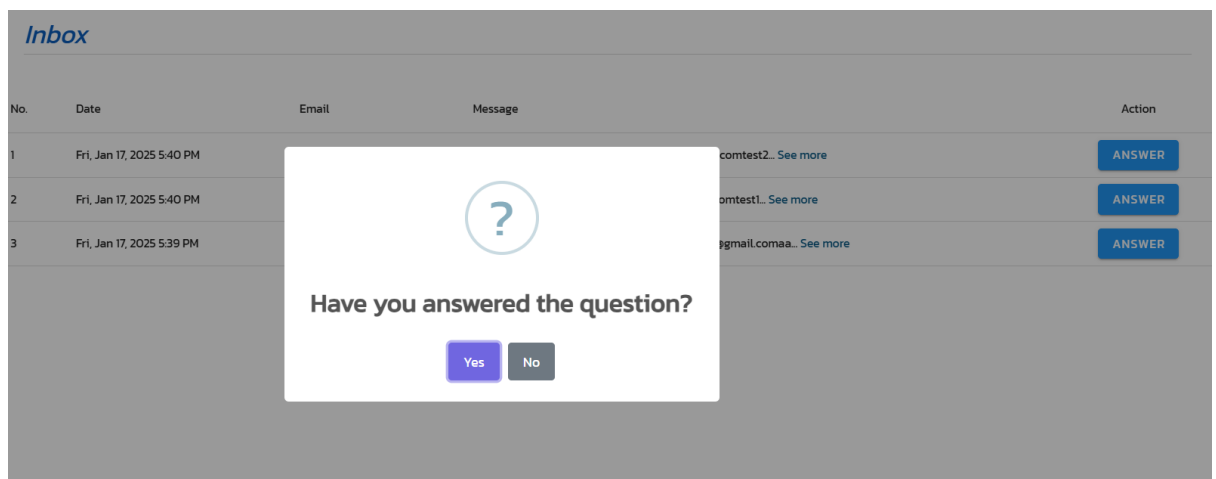 Inbox
No. Date Email Message Action
1 Fri, Jan 17, 2025 5:40 PM comtest2... See more ANSWER
2 Fri, Jan 17, 2025 5:40 PM omtest1... See more ANSWER
3 Fri, Jan 17, 2025 5:39 PM @gmail.comaa... See more ANSWER
?
Have you answered the question?
Yes No